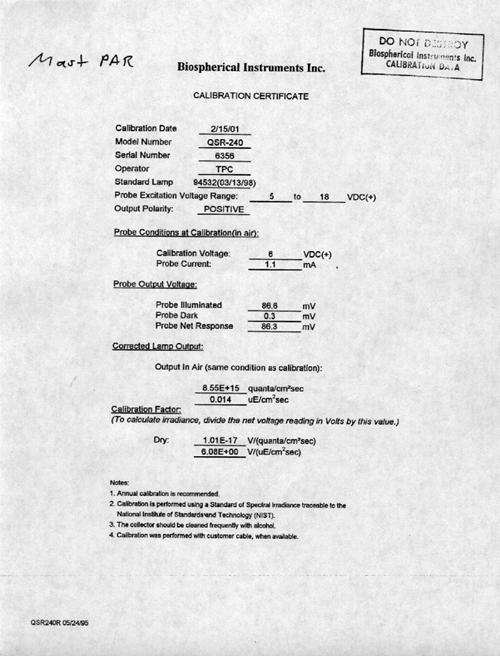 Mast PAR
DO NOT DESTROY
Biospherical Instruments Inc.
CALIBRATION DATA
Biospherical Instruments Inc.
CALIBRATION CERTIFICATE
Calibration Date 2/15/01
Model Number QSR-240
Serial Number 6356
Operator TPC
Standard Lamp 94532(03/13/98)
Probe Excitation Voltage Range: 5 to 18 VDC(+)
Output Polarity: POSITIVE
Probe Conditions at Calibration(in air):
Calibration Voltage: 6 VDC(+)
Probe Current: 1.1 mA
Probe Output Voltage:
Probe Illuminated 86.6 mV
Probe Dark 0.3 mV
Probe Net Response 86.3 mV
Corrected Lamp Output:
Output In Air (same condition as calibration):
8.55E+15 quanta/cm²sec
0.014 uE/cm²sec
Calibration Factor:
(To calculate irradiance, divide the net voltage reading in Volts by this value.)
Dry: 1.01E-17 V/(quanta/cm²sec)
6.08E+00 V/(uE/cm²sec)
Notes:
1. Annual calibration is recommended.
2. Calibration is performed using a Standard of Spectral Irradiance traceable to the
National Institute of Standards and Technology (NIST).
3. The collector should be cleaned frequently with alcohol.
4. Calibration was performed with customer cable, when available.
QSR240R 05/24/95